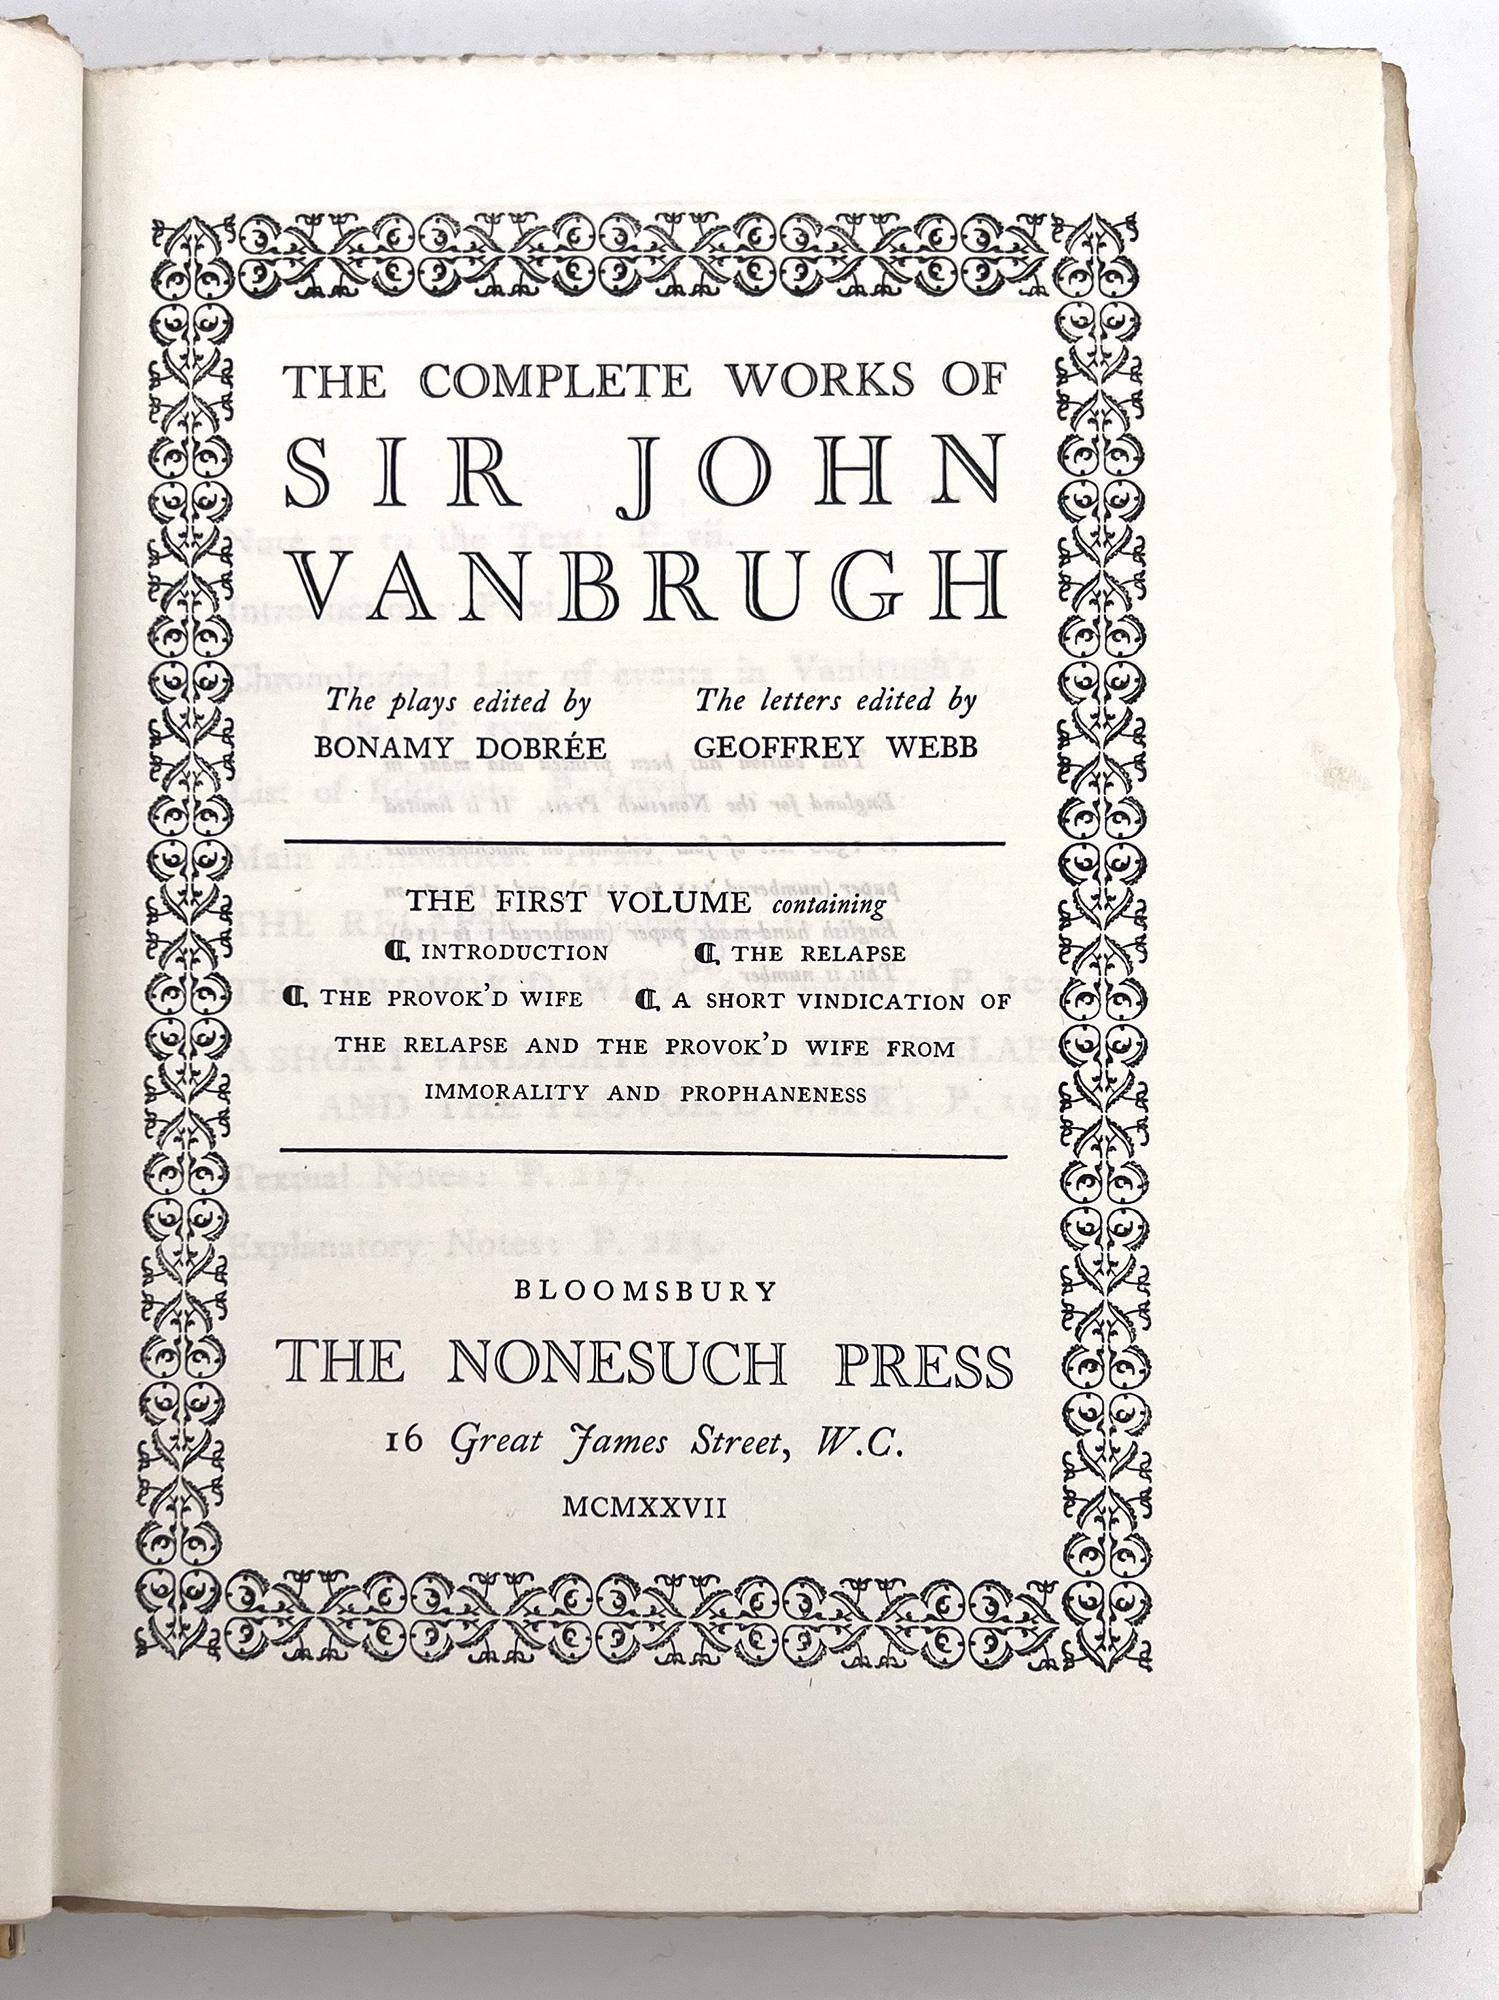 THE COMPLETE WORKS OF
SIR JOHN
VANBRUGH
The plays edited by The letters edited by
BONAMY DOBRÉE GEOFFREY WEBB
THE FIRST VOLUME containing
¶ INTRODUCTION ¶ THE RELAPSE
¶ THE PROVOK'D WIFE ¶ A SHORT VINDICATION OF
THE RELAPSE AND THE PROVOK'D WIFE FROM
IMMORALITY AND PROPHANENESS
BLOOMSBURY
THE NONESUCH PRESS
16 Great James Street, W.C.
MCMXXVII